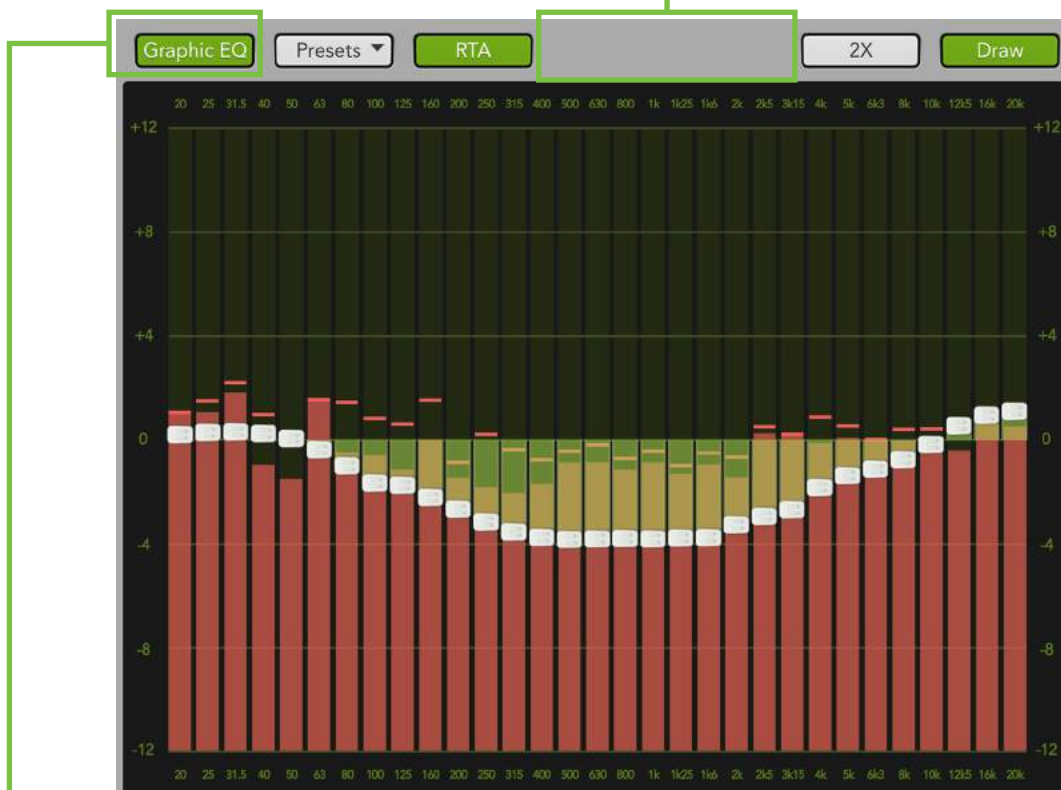 Graphic EQ Presets RTA 2X Draw
20 25 31.5 40 50 63 80 100 125 160 200 250 315 400 500 630 800 1k 1k25 1k6 2k 2k5 3k15 4k 5k 6k3 8k 10k 12k5 16k 20k
+12 +12
+8 +8
+4 +4
0 0
-4 -4
-8 -8
-12 -12
20 25 31.5 40 50 63 80 100 125 160 200 250 315 400 500 630 800 1k 1k25 1k6 2k 2k5 3k15 4k 5k 6k3 8k 10k 12k5 16k 20k